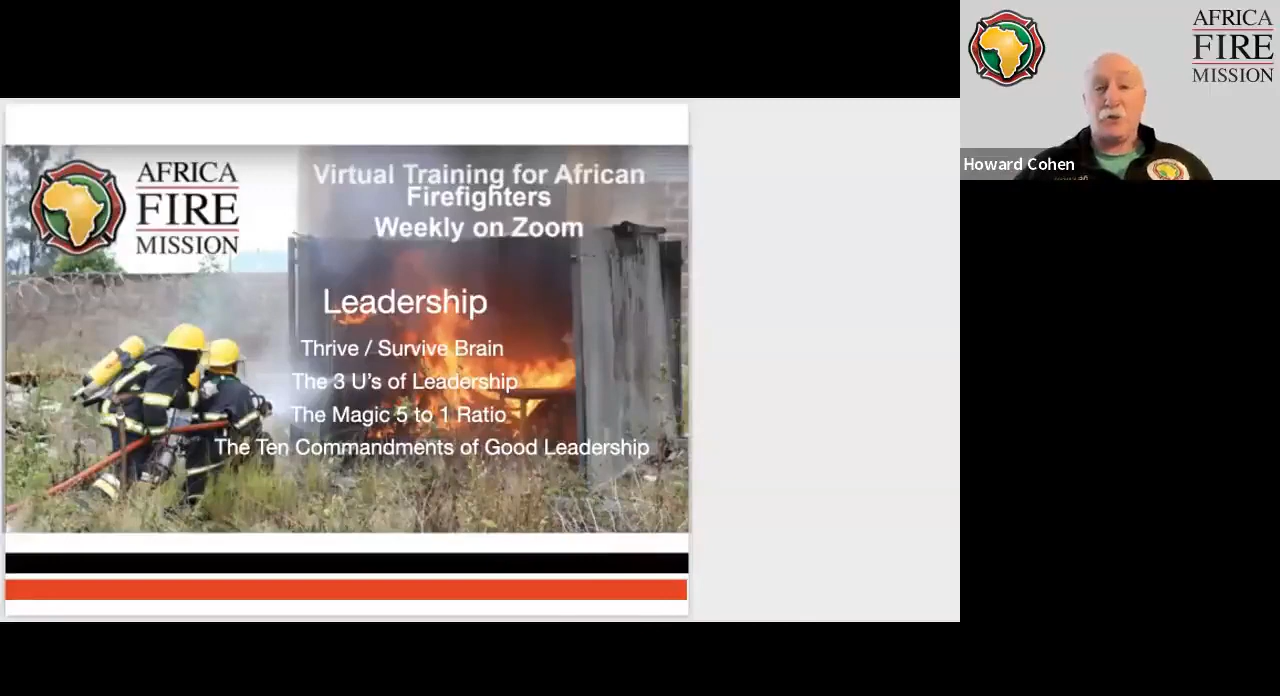 AFRICA
FIRE
MISSION
Virtual Training for African
Firefighters
Weekly on Zoom
Leadership
Thrive / Survive Brain
The 3 U's of Leadership
The Magic 5 to 1 Ratio
The Ten Commandments of Good Leadership
AFRICA
FIRE
MISSION
Howard Cohen